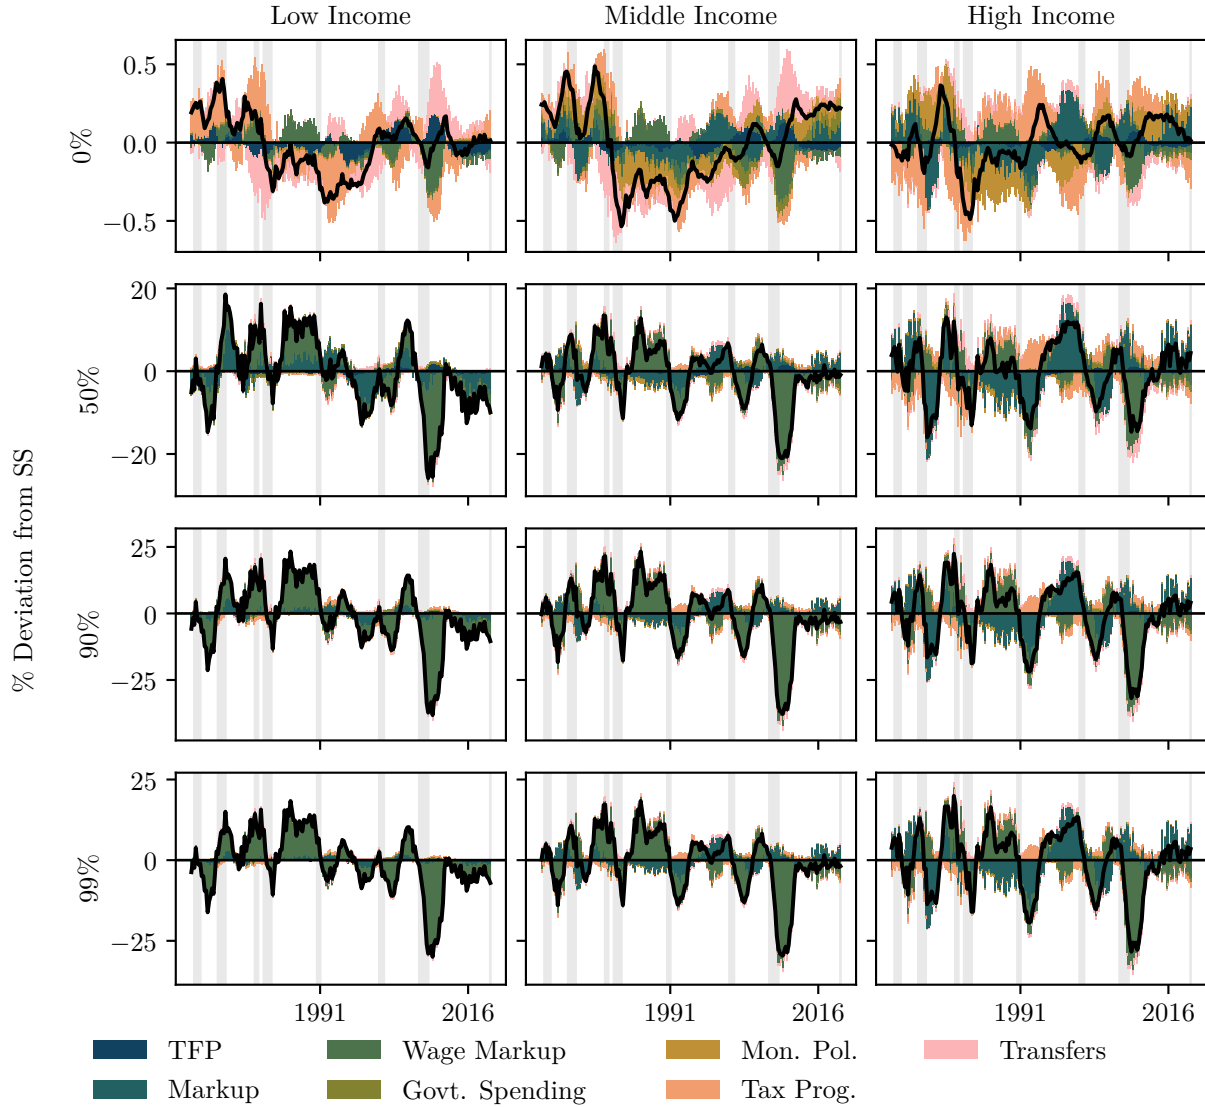 Low Income
Middle Income
High Income
0.5
0.0
−0.5
0%
20
0
−20
50%
25
0
−25
90%
25
0
−25
99%
% Deviation from SS
1991
2016
1991
2016
1991
2016
TFP
Wage Markup
Mon. Pol.
Transfers
Markup
Govt. Spending
Tax Prog.